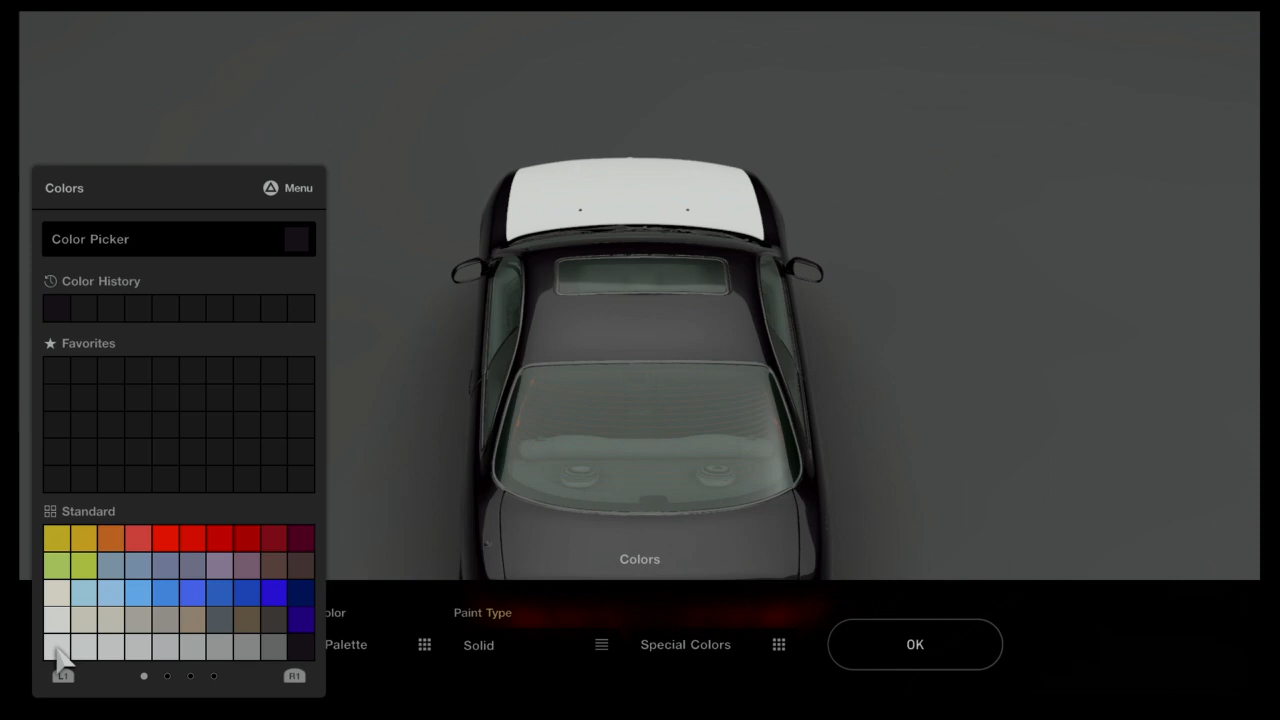 Colors
Menu
Color Picker
Color History
Favorites
Standard
L1
R1
Colors
olor
Palette
Paint Type
Solid
Special Colors
OK